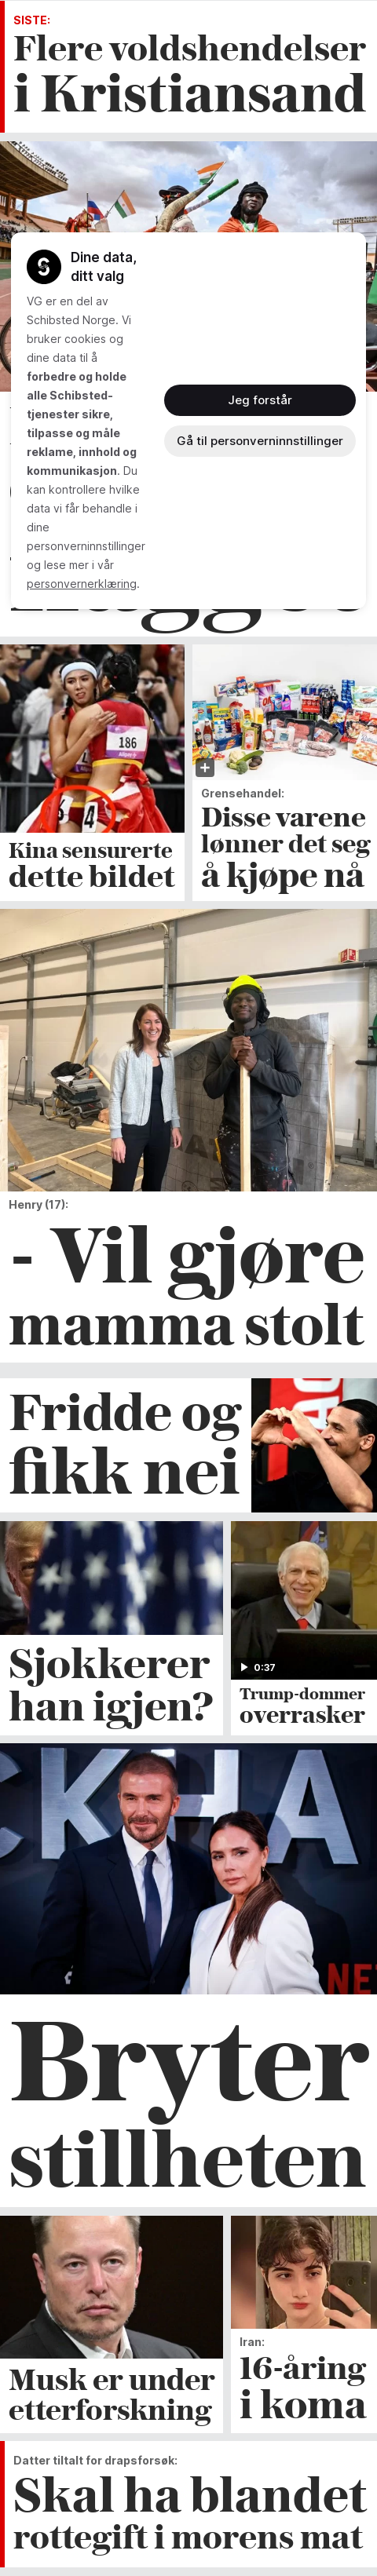 SISTE:
Flere voldshendelser
i Kristiansand
Dine data,
ditt valg
VG er en del av
Schibsted Norge. Vi
bruker cookies og
dine data til å
forbedre og holde
alle Schibsted-
tjenester sikre,
tilpasse og måle
reklame, innhold og
kommunikasjon. Du
kan kontrollere hvilke
data vi får behandle i
dine
personverninnstillinger
og lese mer i vår
personvernerklæring.
Jeg forstår
Gå til personverninnstillinger
186
4
Kina sensurerte
dette bildet
Grensehandel:
Disse varene
lønner det seg
å kjøpe nå
Henry (17):
- Vil gjøre
mamma stolt
Fridde og
fikk nei
Sjokkerer
han igjen?
0:37
Trump-dommer
overrasker
CKHA
NET
Bryter
stillheten
Musk er under
etterforskning
Iran:
16-åring
i koma
Datter tiltalt for drapsforsøk:
Skal ha blandet
rottegift i morens mat